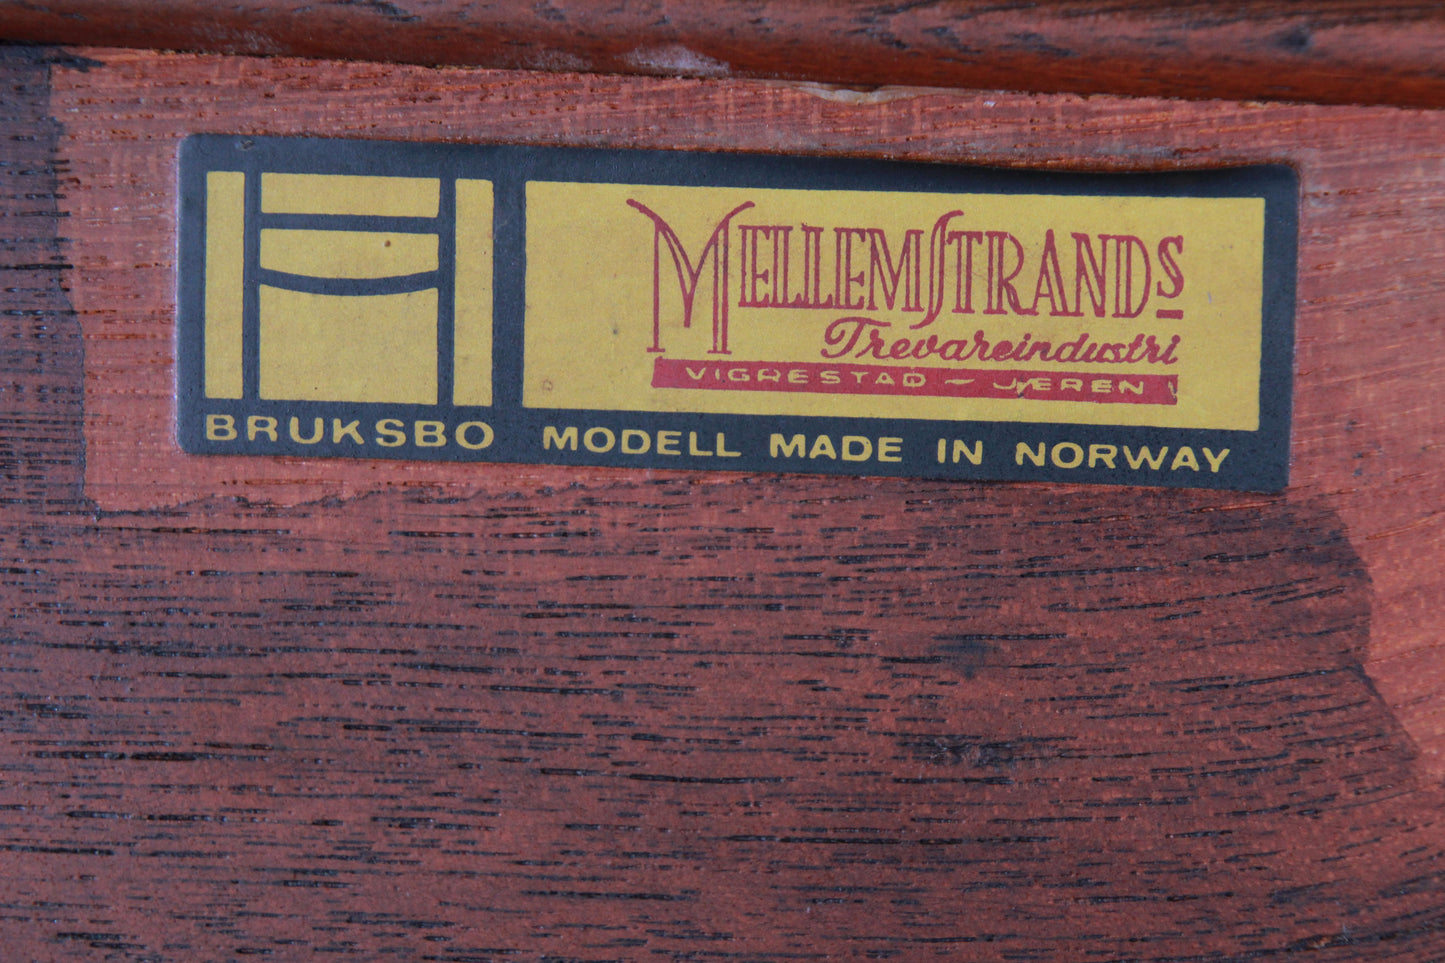 MELLEMSTRANDS
Trevareindustri
VIGRESTAD – JÆREN
BRUKSBO MODELL MADE IN NORWAY